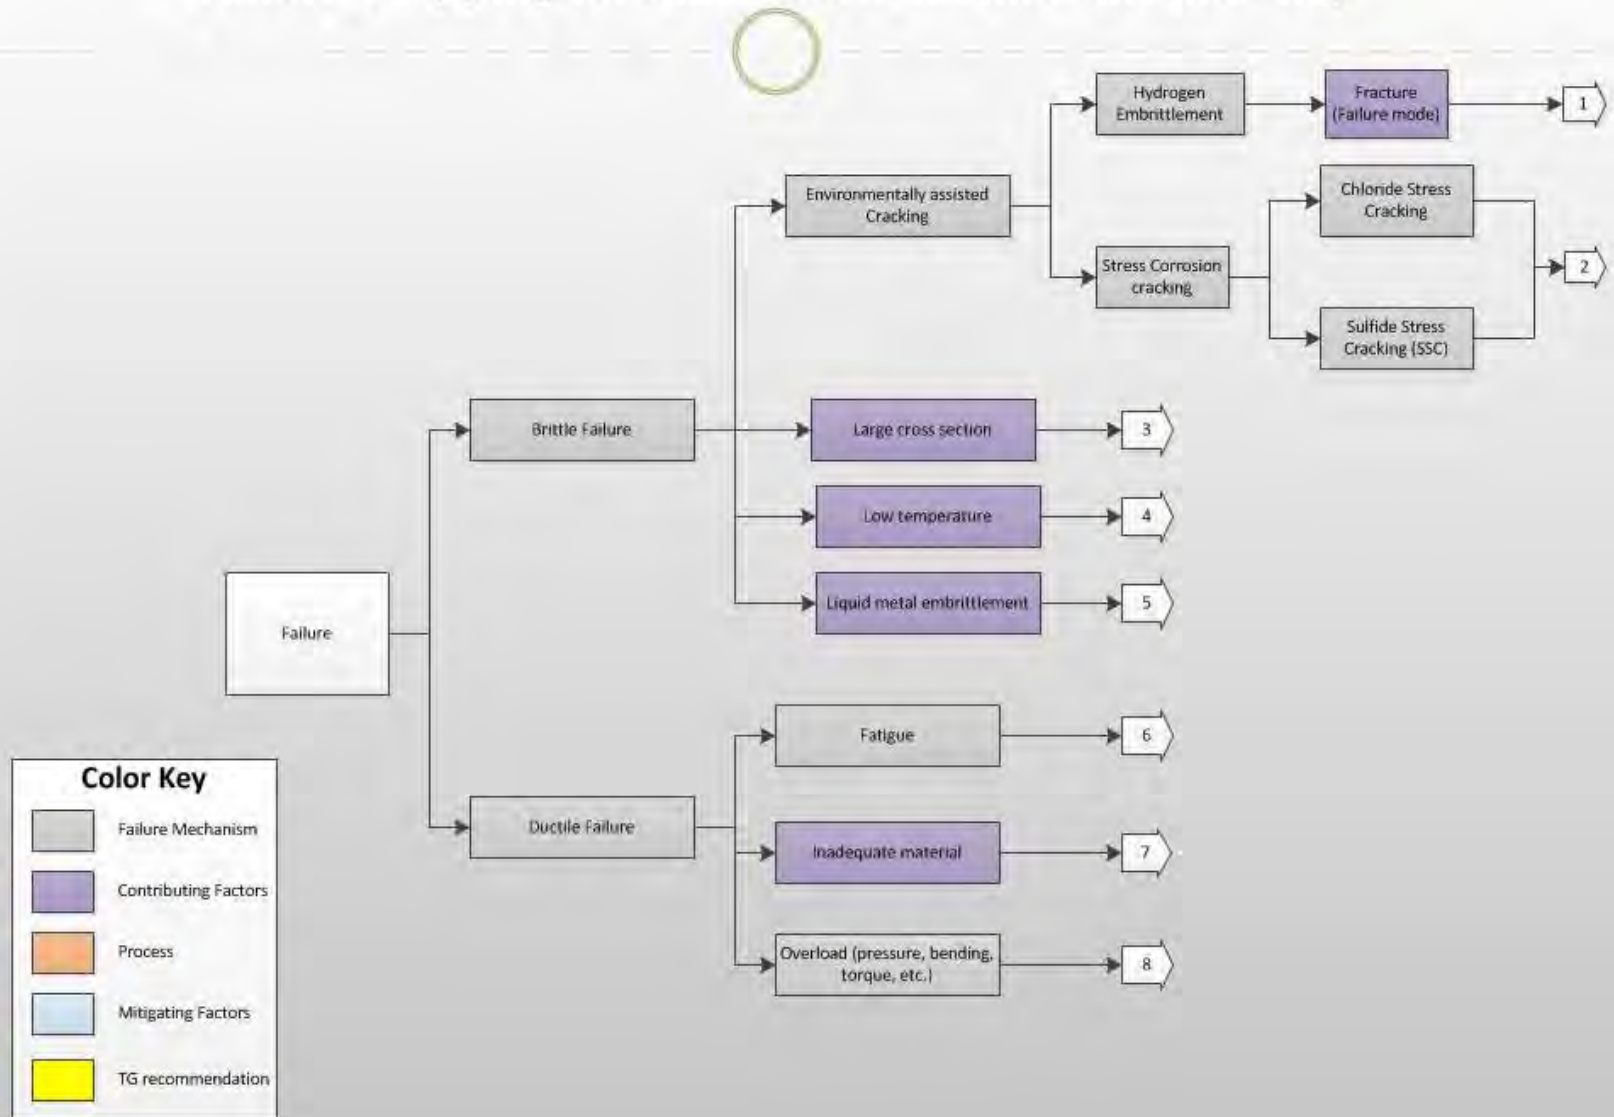 Hydrogen
Embrittlement
Fracture
(Failure mode)
1
Environmentally assisted
Cracking
Chloride Stress
Cracking
Stress Corrosion
cracking
2
Sulfide Stress
Cracking (SSC)
Brittle Failure
Large cross section
3
Low temperature
4
Liquid metal embrittlement
5
Failure
Fatigue
6
Ductile Failure
Inadequate material
7
Overload (pressure, bending,
torque, etc.)
8
Color Key
Failure Mechanism
Contributing Factors
Process
Mitigating Factors
TG recommendation